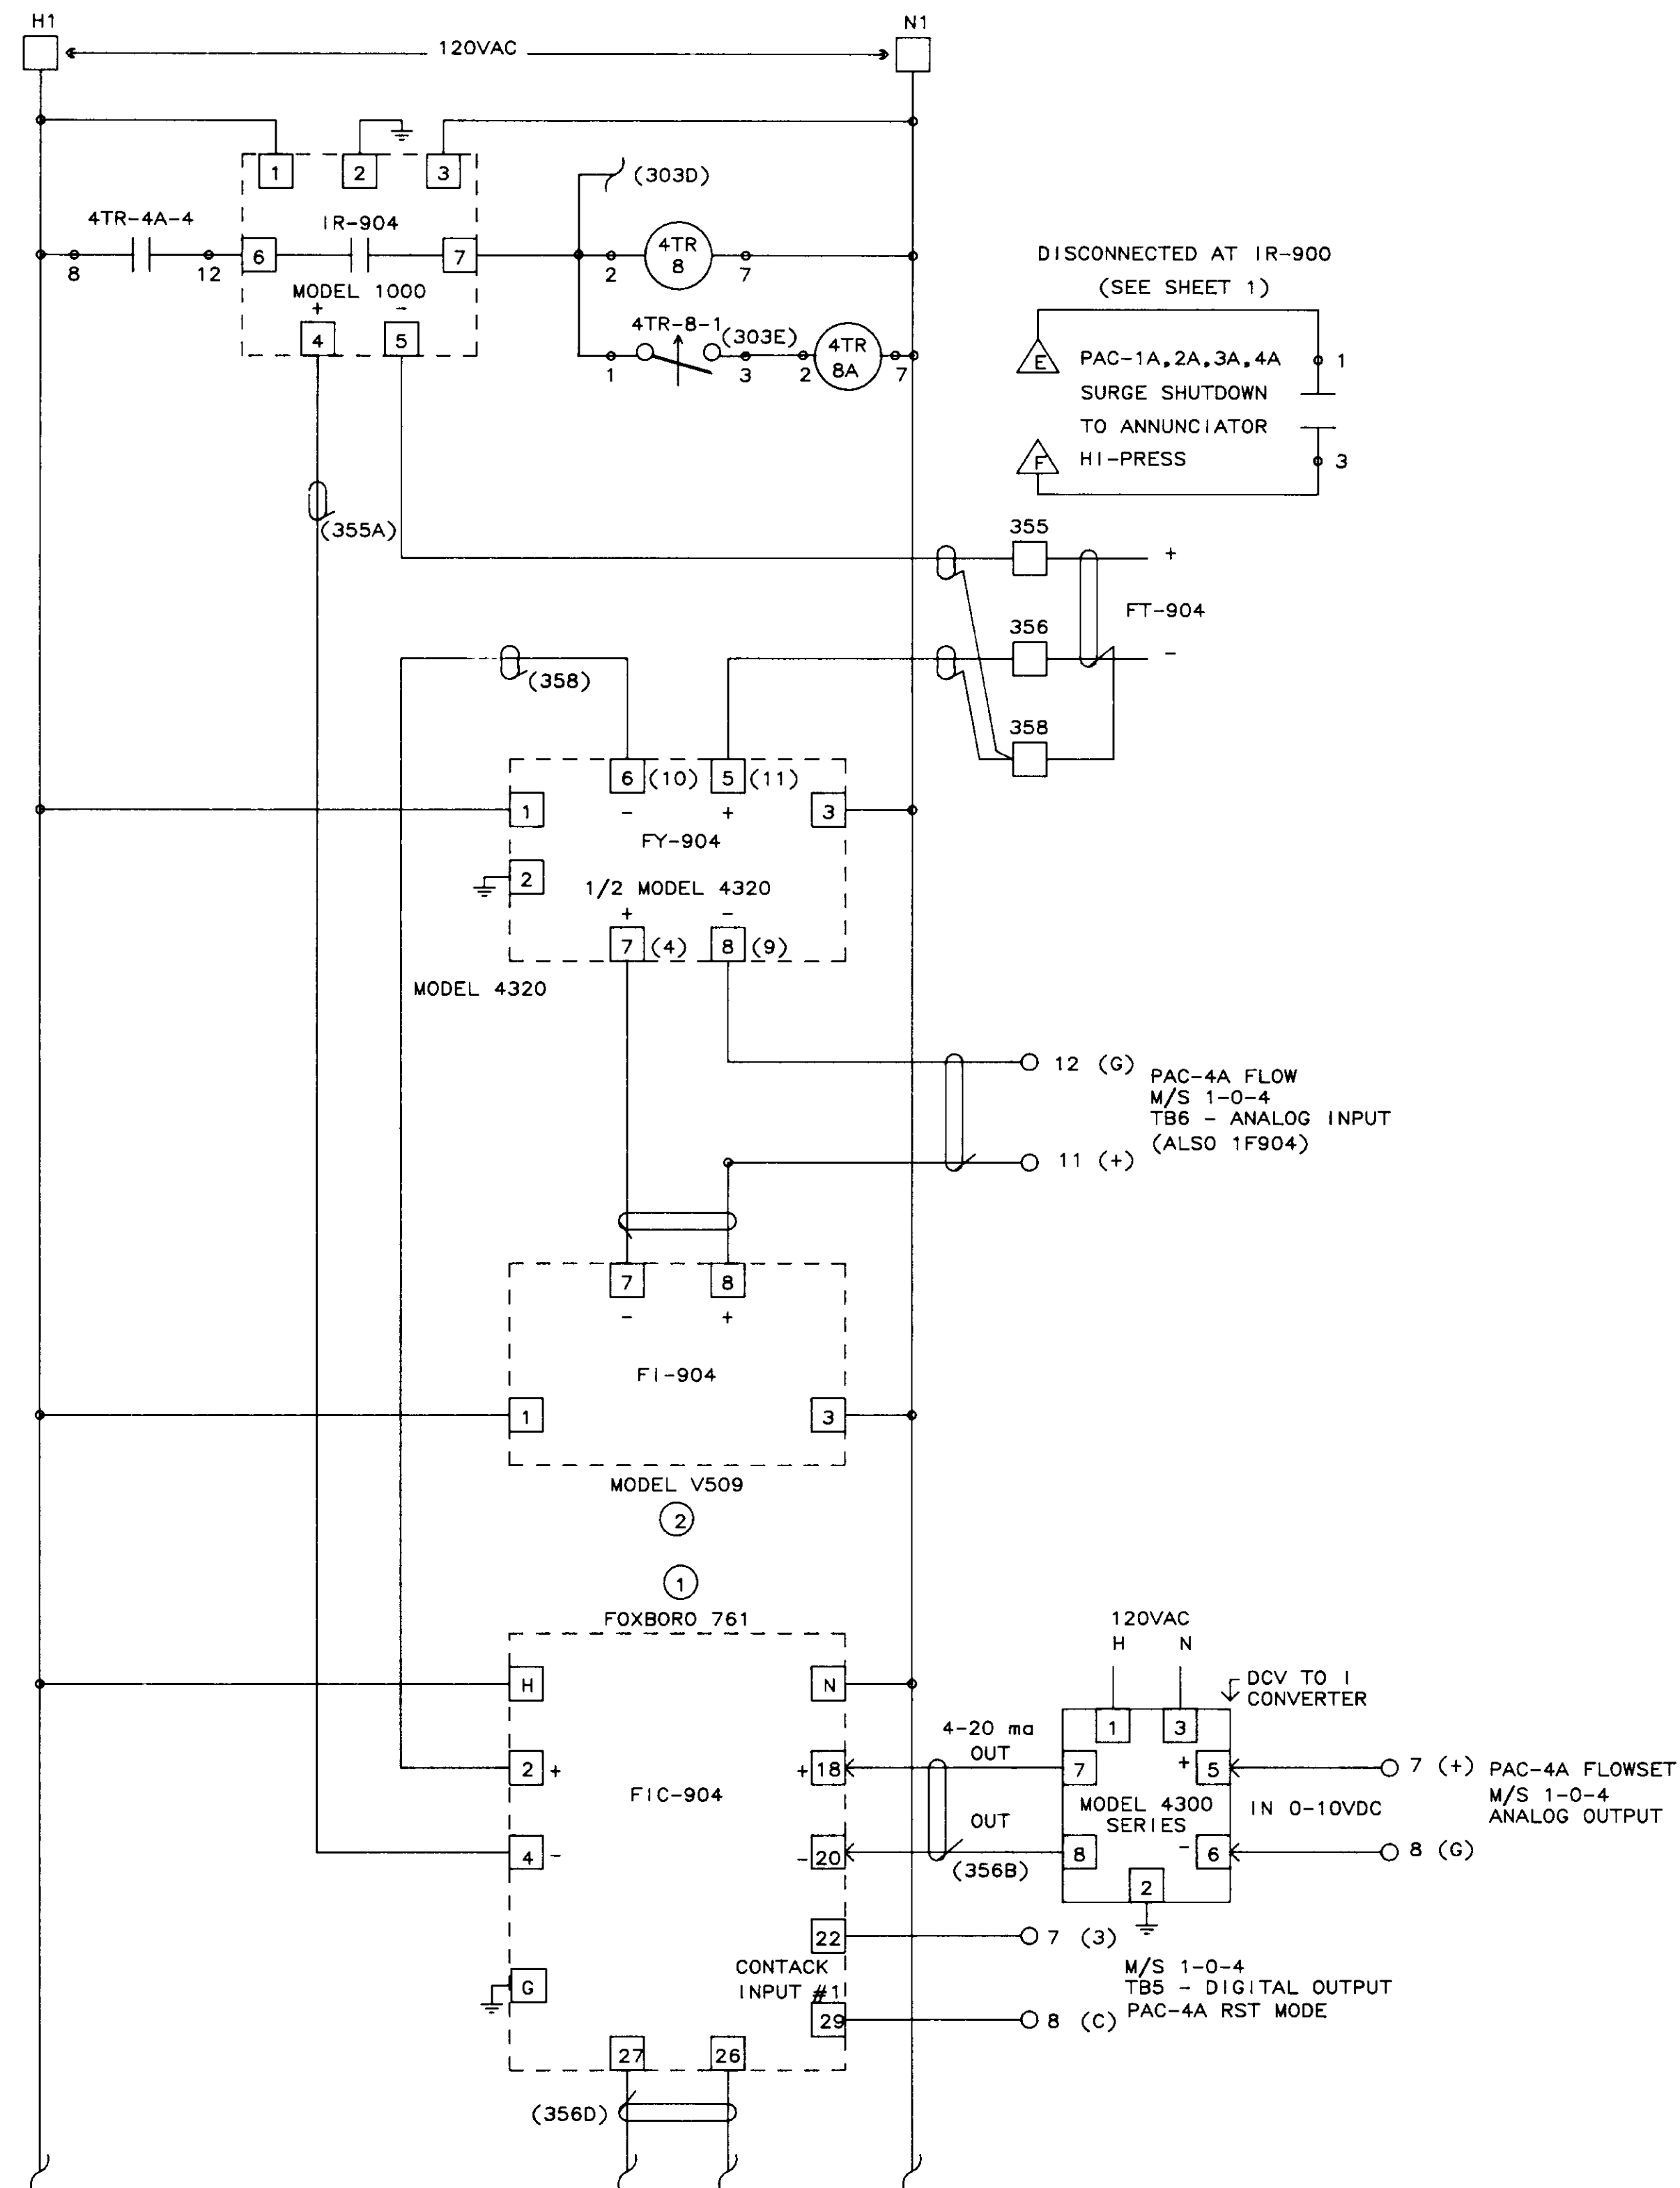 H1
N1
120VAC
1
2
3
(303D)
4TR-4A-4
IR-904
4TR
8
8
12
6
7
2
7
MODEL 1000
+
-
4
5
4TR-8-1
(303E)
4TR
8A
1
3
2
7
DISCONNECTED AT IR-900
(SEE SHEET 1)
E
PAC-1A,2A,3A,4A
1
SURGE SHUTDOWN
TO ANNUNCIATOR
F
HI-PRESS
3
(355A)
355
+
FT-904
356
-
(358)
358
6 (10)
5 (11)
1
-
+
3
FY-904
2
1/2 MODEL 4320
+
-
7 (4)
8 (9)
MODEL 4320
12 (G)
PAC-4A FLOW
M/S 1-0-4
TB6 - ANALOG INPUT
(ALSO 1F904)
11 (+)
7
8
-
+
FI-904
1
3
MODEL V509
2
1
FOXBORO 761
120VAC
H
N
DCV TO I
CONVERTER
H
N
4-20 ma
OUT
1
3
2 +
+ 18
7
+ 5
7 (+)
PAC-4A FLOWSET
M/S 1-0-4
ANALOG OUTPUT
FIC-904
MODEL 4300
SERIES
IN 0-10VDC
OUT
4 -
- 20
8
- 6
8 (G)
(356B)
2
22
7 (3)
CONTACK
INPUT #1
M/S 1-0-4
TB5 - DIGITAL OUTPUT
PAC-4A RST MODE
G
29
8 (C)
27
26
(356D)